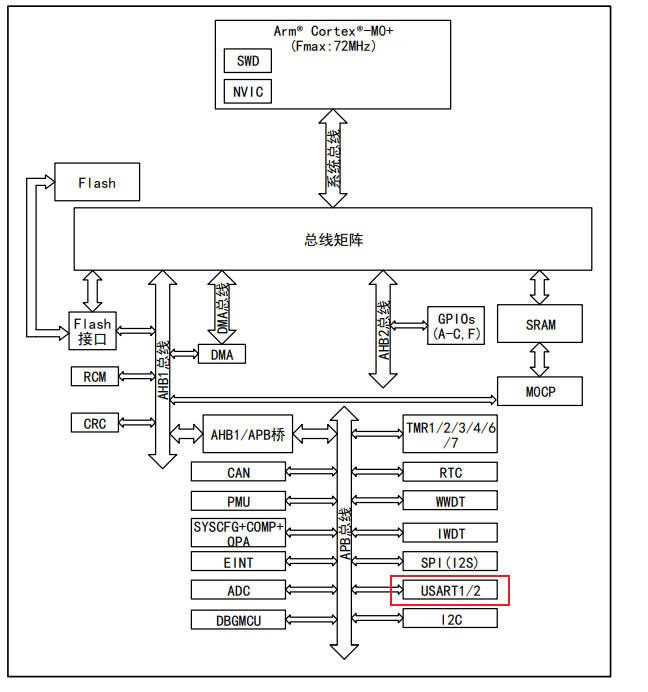 Arm® Cortex®-M0+
(Fmax:72MHz)
SWD
NVIC
系统总线
Flash
总线矩阵
Flash
接口
AHB1总线
DMA总线
DMA
AHB2总线
GPIOs
(A-C,F)
SRAM
RCM
MOCP
CRC
AHB1/APB桥
APB总线
TMR1/2/3/4/6
/7
CAN
RTC
PMU
WWDT
SYSCFG+COMP+
OPA
IWDT
EINT
SPI(I2S)
ADC
USART1/2
DBGMCU
I2C